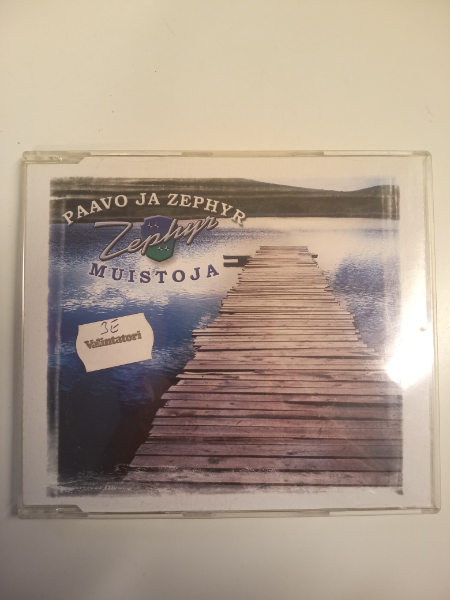 PAAVO JA ZEPHYR
Zephyr
MUISTOJA
3E
Valintatori